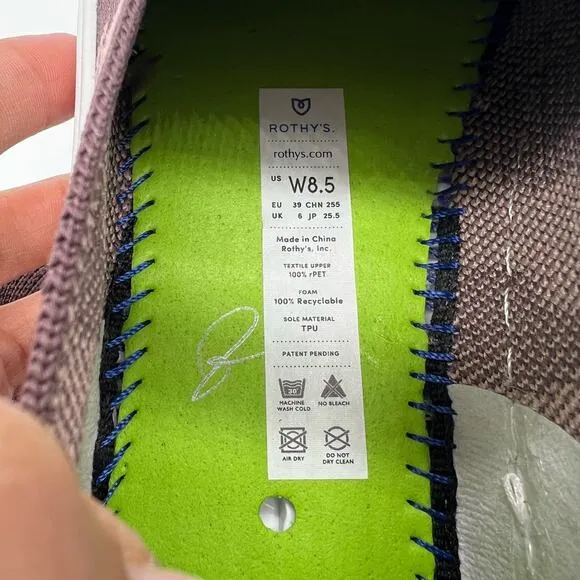 ROTHY'S.
rothys.com
US W8.5
EU 39 CHN 255
UK 6 JP 25.5
Made in China
Rothy's, Inc.
TEXTILE UPPER
100% rPET
FOAM
100% Recyclable
SOLE MATERIAL
TPU
PATENT PENDING
30°
MACHINE WASH COLD
NO BLEACH
AIR DRY
DO NOT DRY CLEAN